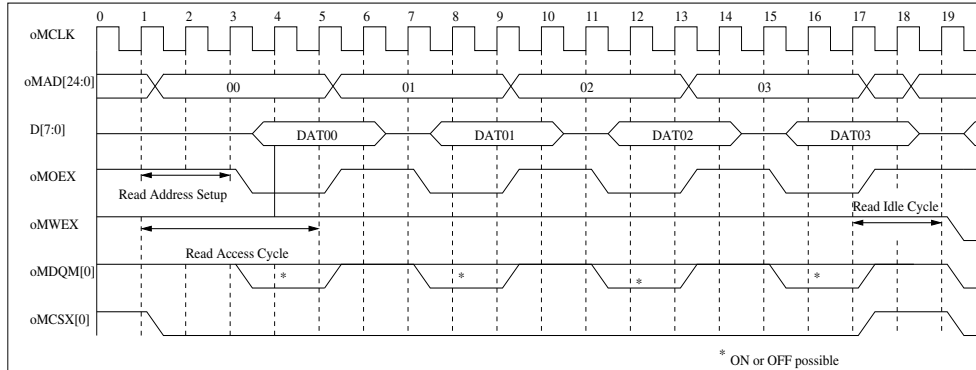 0 1 2 3 4 5 6 7 8 9 10 11 12 13 14 15 16 17 18 19
oMCLK
oMAD[24:0] 00 01 02 03
D[7:0] DAT00 DAT01 DAT02 DAT03
oMOEX
Read Address Setup
Read Idle Cycle
oMWEX
Read Access Cycle
oMDQM[0] * * * *
oMCSX[0]
* ON or OFF possible